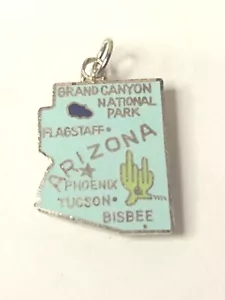 GRAND CANYON
NATIONAL
PARK
FLAGSTAFF
ARIZONA
PHOENIX
TUCSON
BISBEE